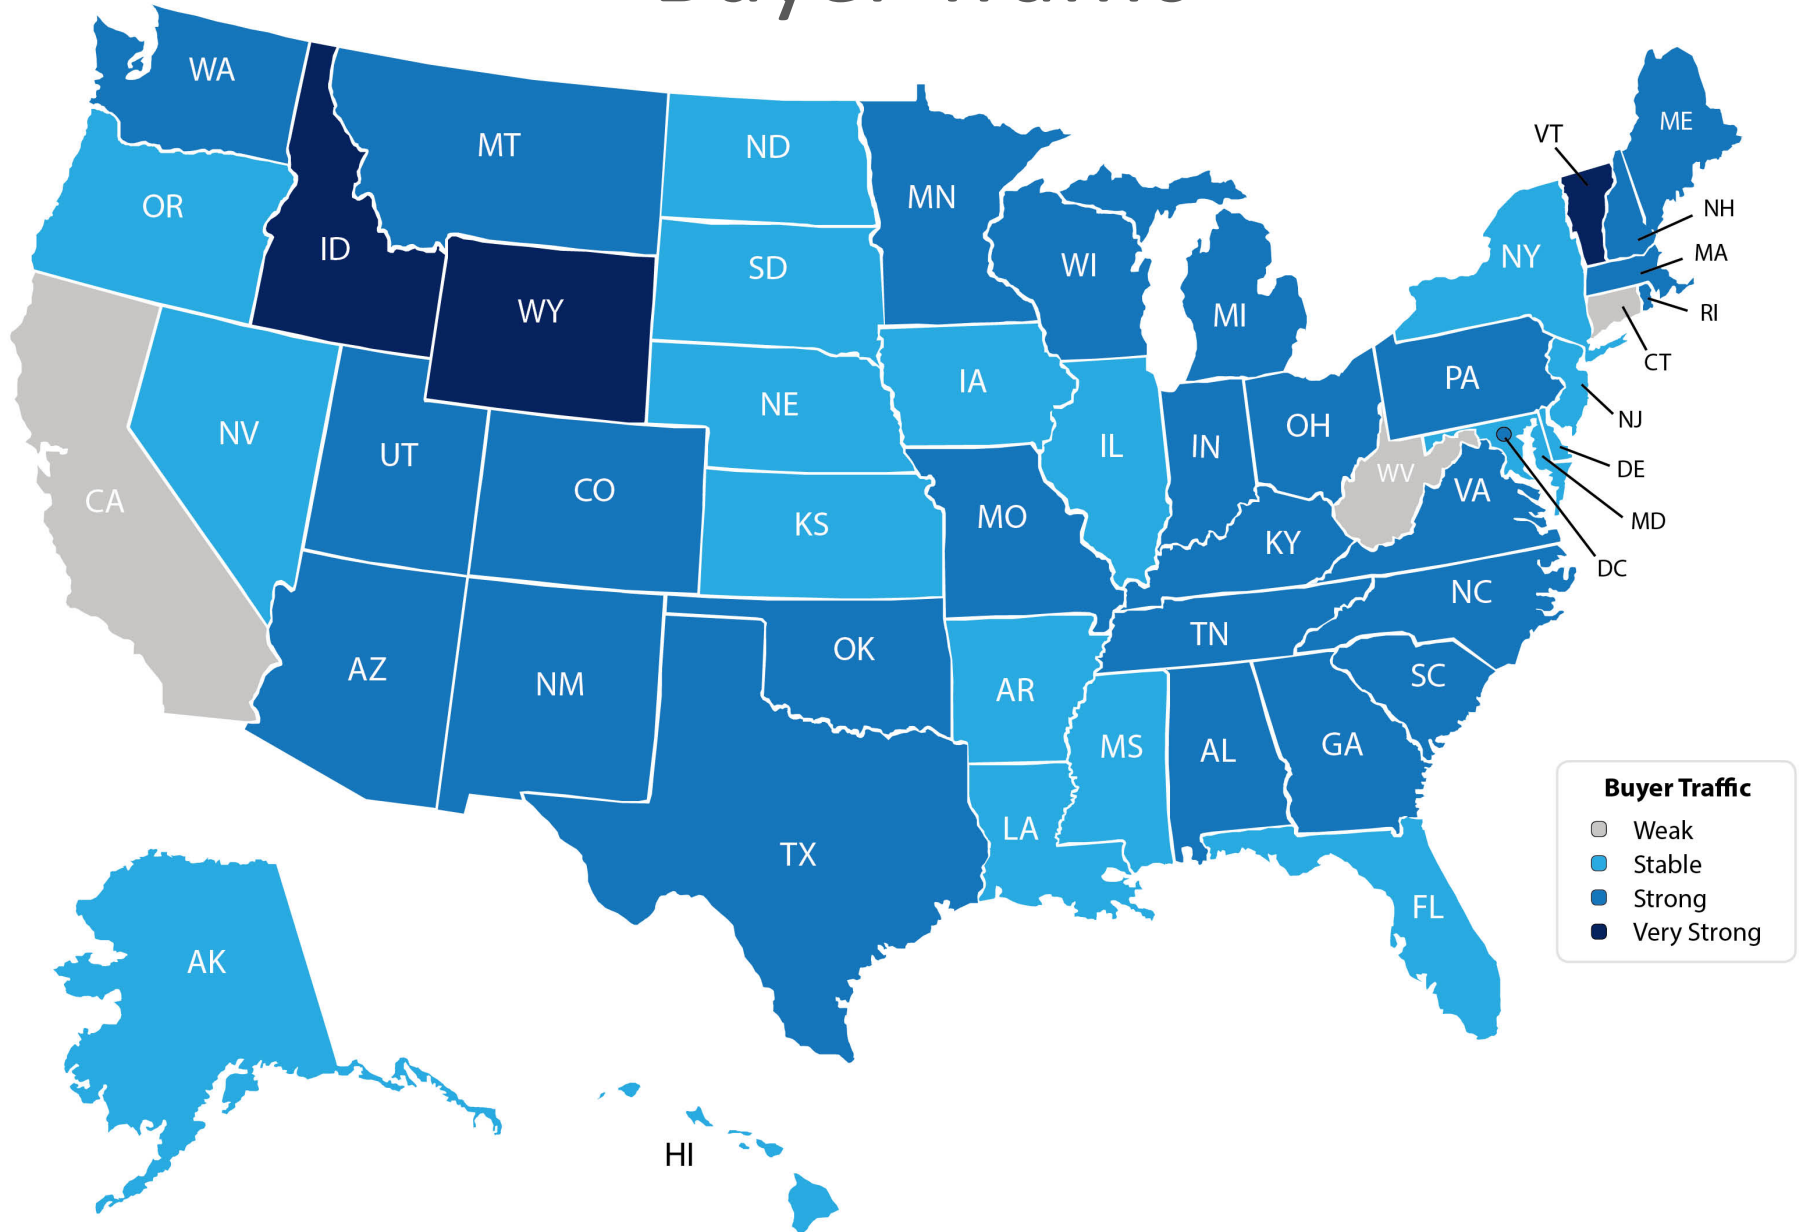 Buyer Traffic
WA
MT
ND
MN
ME
VT
OR
ID
WY
SD
WI
MI
NY
NH
MA
RI
CT
NV
UT
CO
NE
IA
IL
IN
OH
PA
NJ
CA
KS
MO
KY
WV
VA
DE
MD
DC
AZ
NM
OK
AR
TN
NC
SC
TX
LA
MS
AL
GA
FL
AK
HI
Buyer Traffic
Weak
Stable
Strong
Very Strong